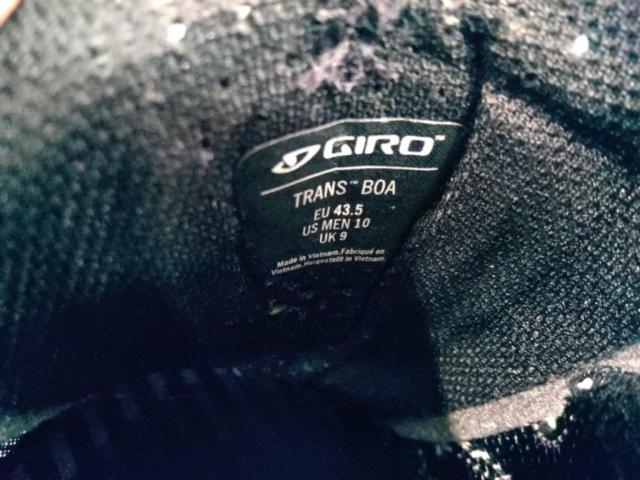 GIRO™
TRANS™ BOA
EU 43.5
US MEN 10
UK 9
Made in Vietnam.Fabriqué en
Vietnam.Hergestellt in Vietnam.